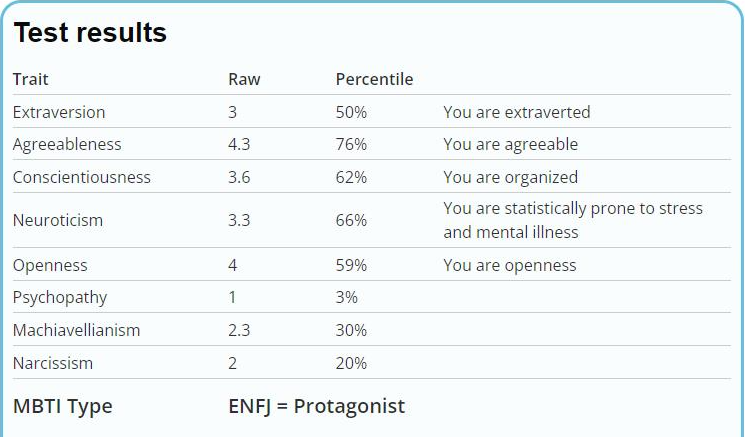 Test results
Trait Raw Percentile
Extraversion 3 50% You are extraverted
Agreeableness 4.3 76% You are agreeable
Conscientiousness 3.6 62% You are organized
Neuroticism 3.3 66% You are statistically prone to stress
and mental illness
Openness 4 59% You are openness
Psychopathy 1 3%
Machiavellianism 2.3 30%
Narcissism 2 20%
MBTI Type ENFJ = Protagonist